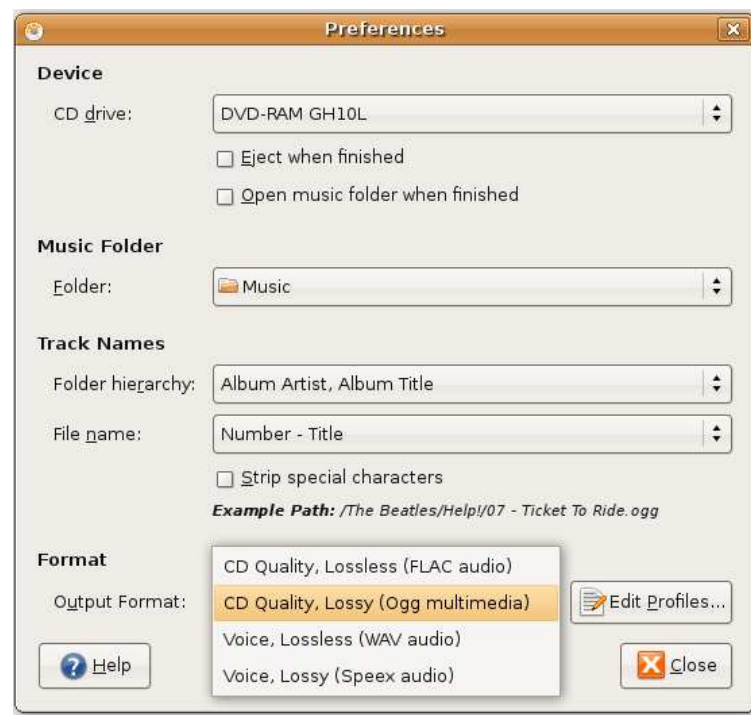 Preferences
Device
CD drive: DVD-RAM GH10L
Eject when finished
Open music folder when finished
Music Folder
Folder: Music
Track Names
Folder hierarchy: Album Artist, Album Title
File name: Number - Title
Strip special characters
Example Path: /The Beatles/Help!/07 - Ticket To Ride.ogg
Format
CD Quality, Lossless (FLAC audio)
Output Format: CD Quality, Lossy (Ogg multimedia) Edit Profiles...
Voice, Lossless (WAV audio)
Help Voice, Lossy (Speex audio) Close